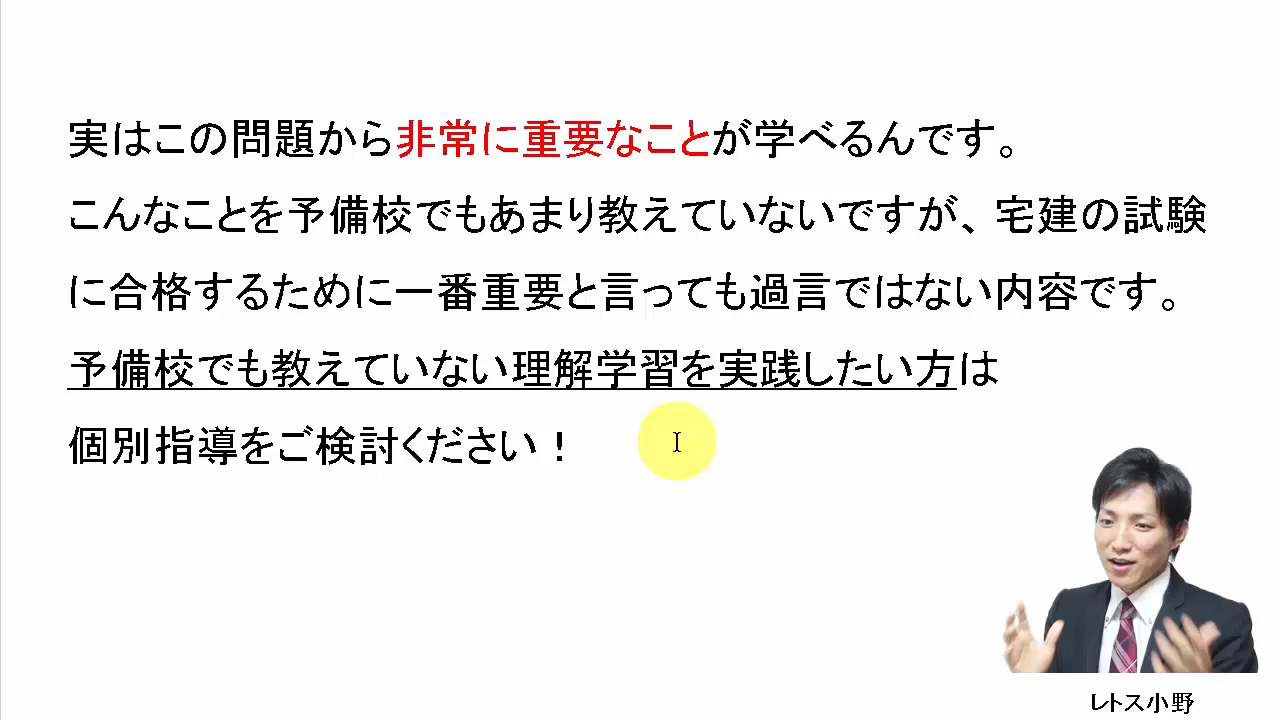 実はこの問題から非常に重要なことが学べるんです。
こんなことを予備校でもあまり教えていないですが、宅建の試験
に合格するために一番重要と言っても過言ではない内容です。
予備校でも教えていない理解学習を実践したい方は
個別指導をご検討ください！
レトス小野